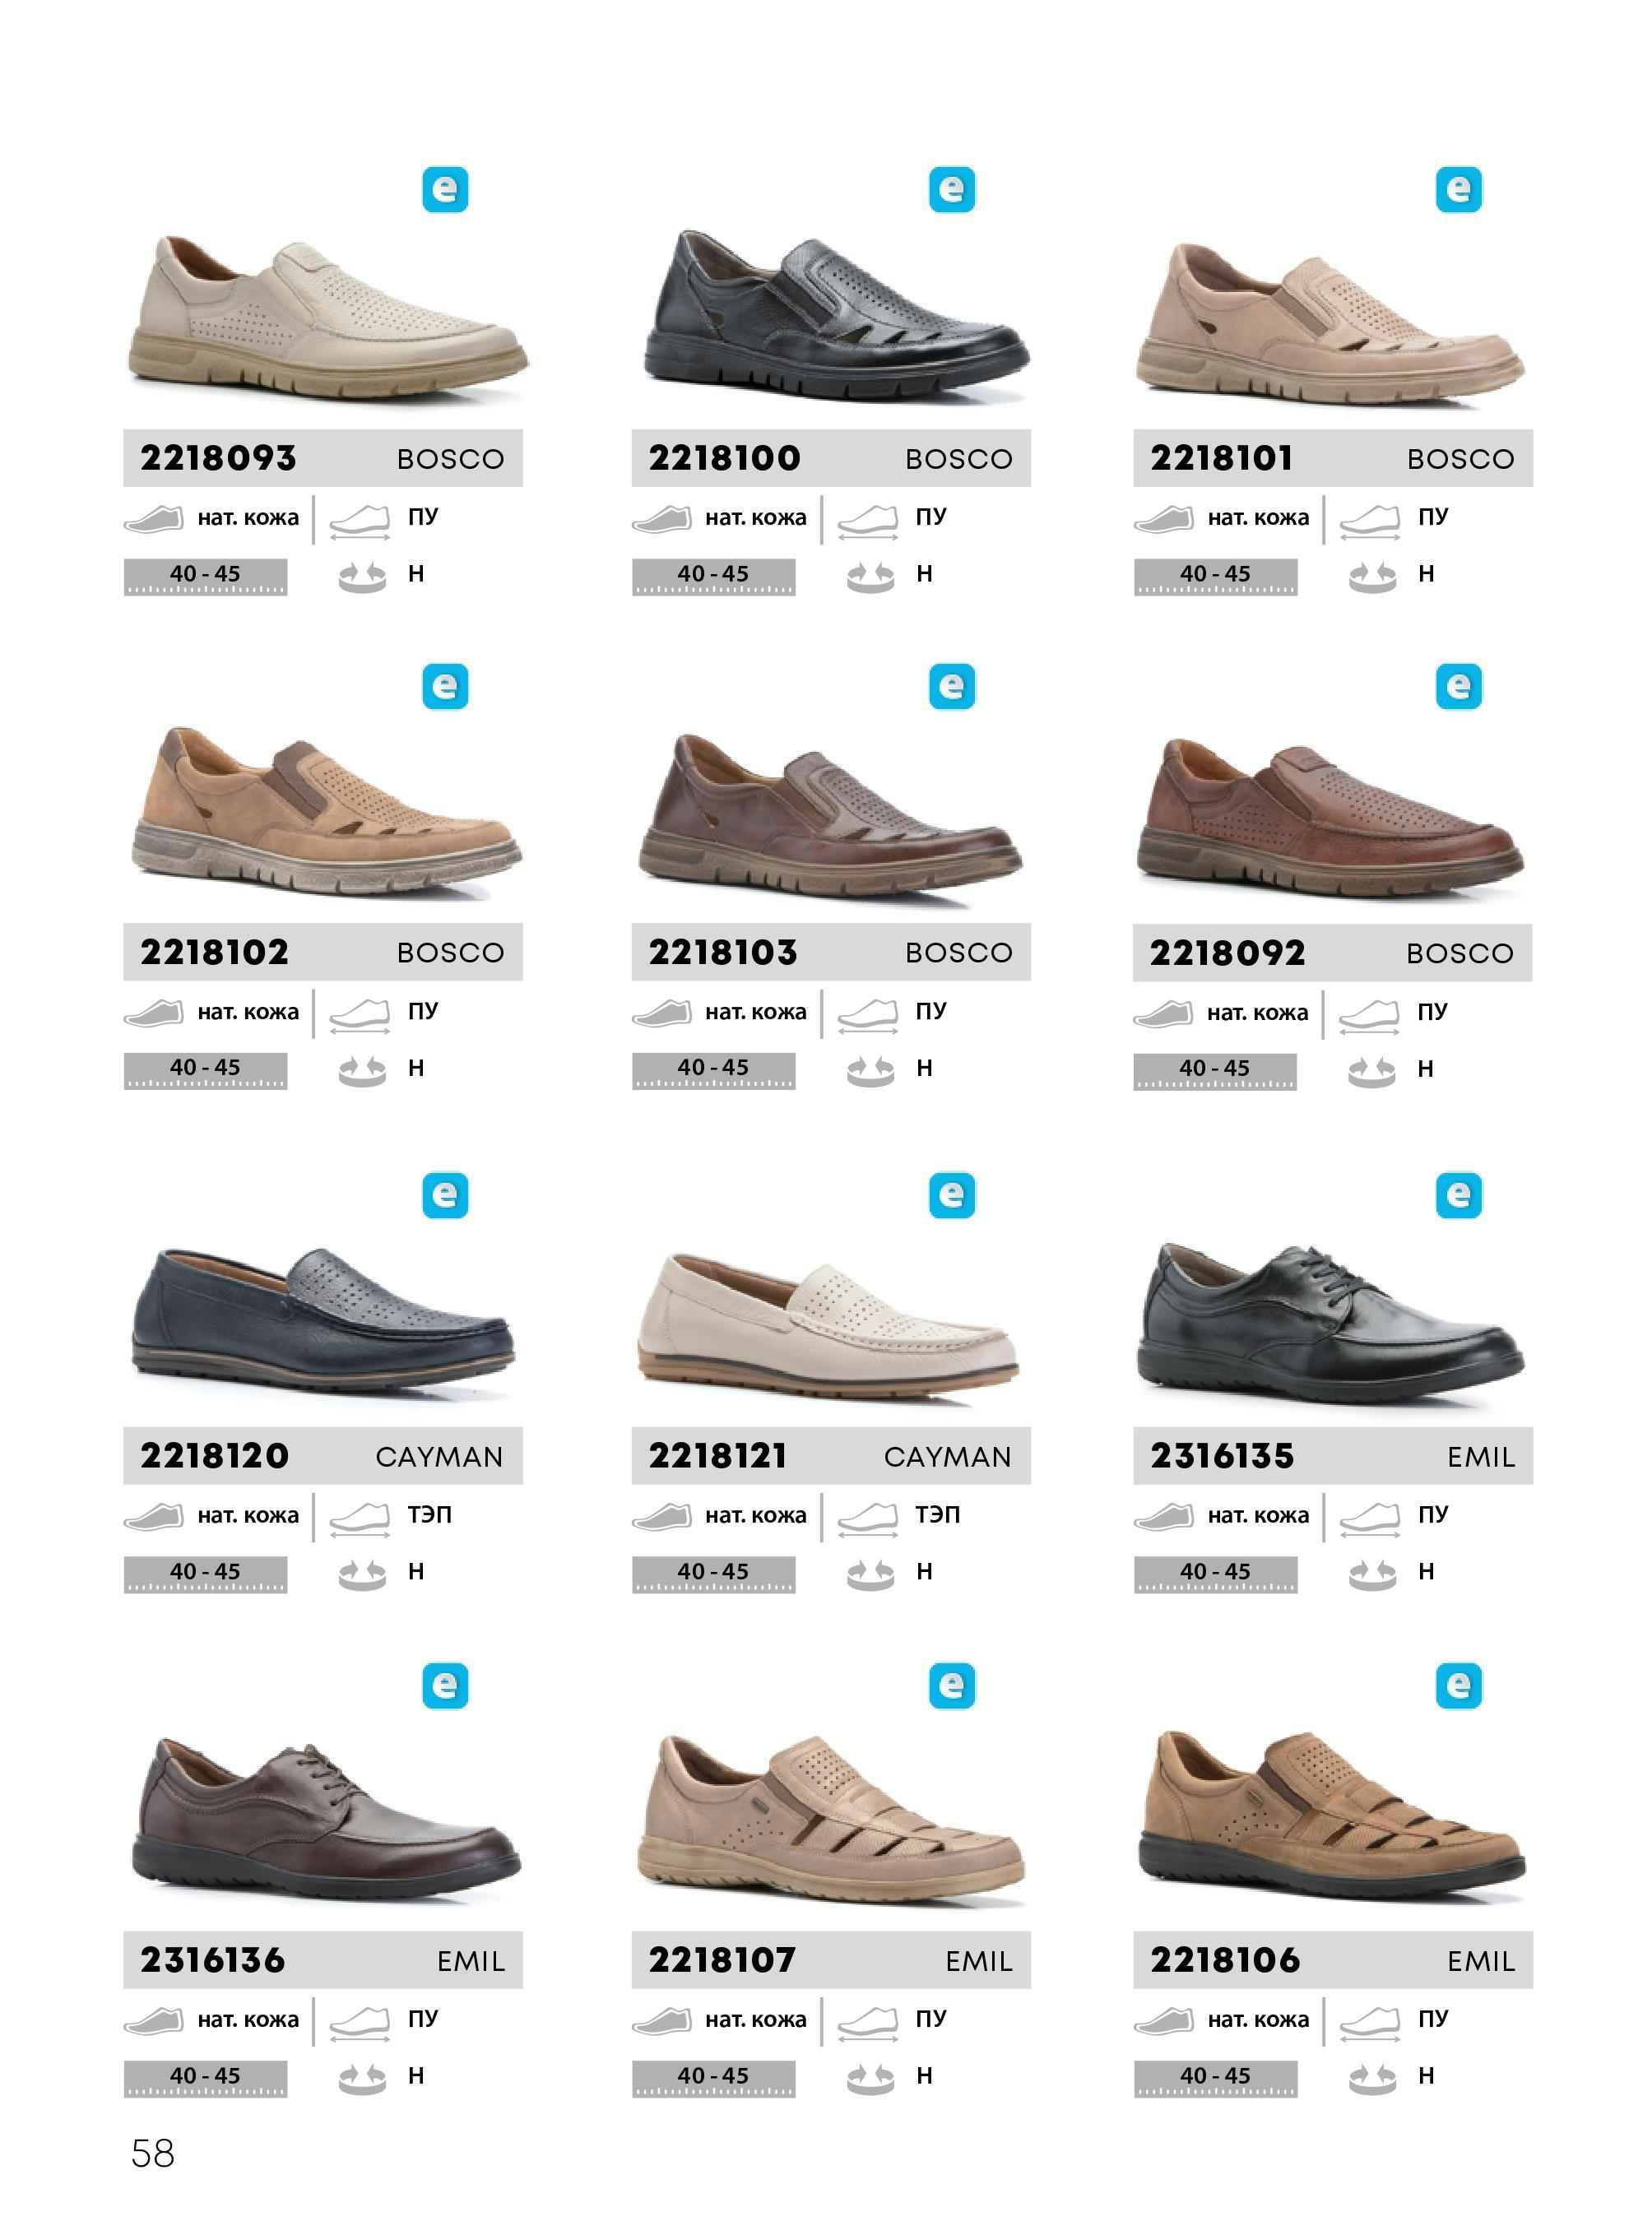 e e e
2218093 BOSCO 2218100 BOSCO 2218101 BOSCO
нат. кожа ПУ нат. кожа ПУ нат. кожа ПУ
40 - 45 Н 40 - 45 Н 40 - 45 Н
e e e
2218102 BOSCO 2218103 BOSCO 2218092 BOSCO
нат. кожа ПУ нат. кожа ПУ нат. кожа ПУ
40 - 45 Н 40 - 45 Н 40 - 45 Н
e e e
2218120 CAYMAN 2218121 CAYMAN 2316135 EMIL
нат. кожа ТЭП нат. кожа ТЭП нат. кожа ПУ
40 - 45 Н 40 - 45 Н 40 - 45 Н
e e e
2316136 EMIL 2218107 EMIL 2218106 EMIL
нат. кожа ПУ нат. кожа ПУ нат. кожа ПУ
40 - 45 Н 40 - 45 Н 40 - 45 Н
58